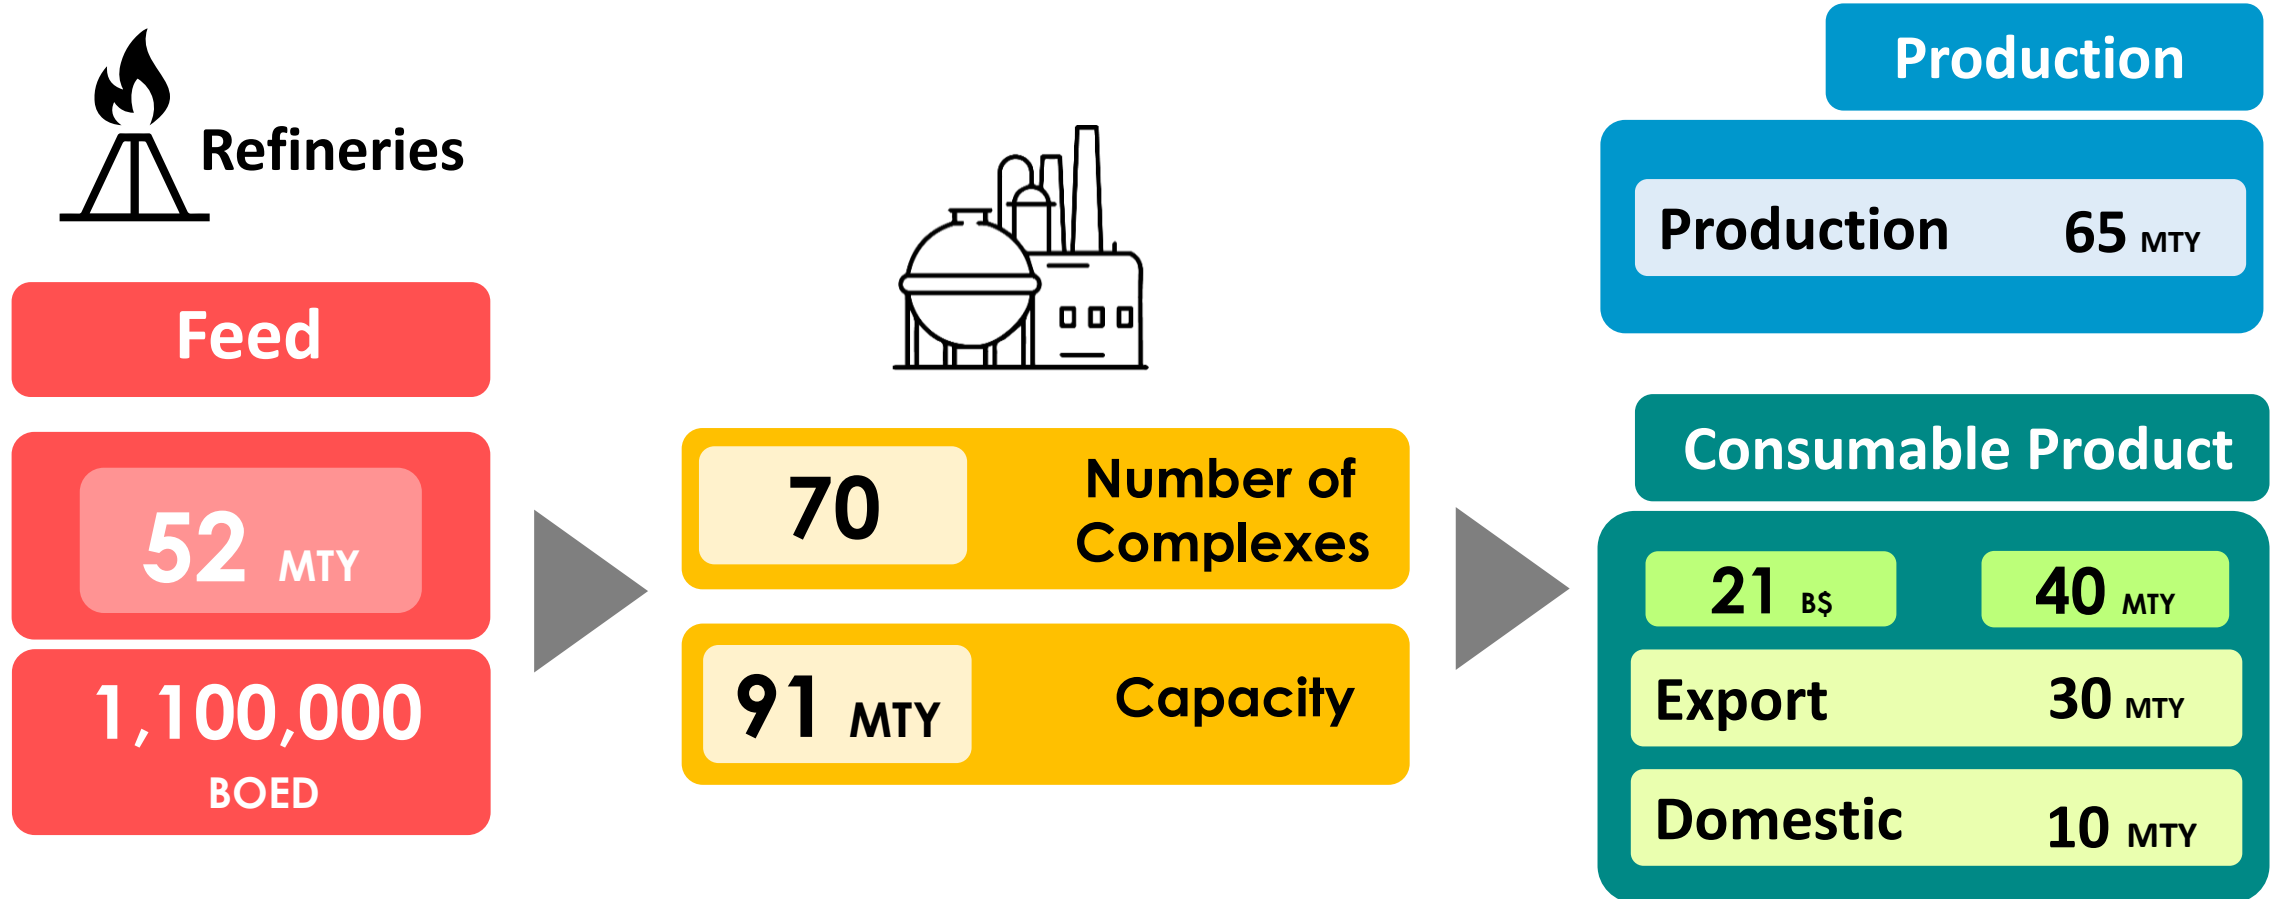 Refineries
Feed
52 MTY
1,100,000
BOED
70
Number of
Complexes
91 MTY
Capacity
Production
Production 65 MTY
Consumable Product
21 B$ 40 MTY
Export 30 MTY
Domestic 10 MTY